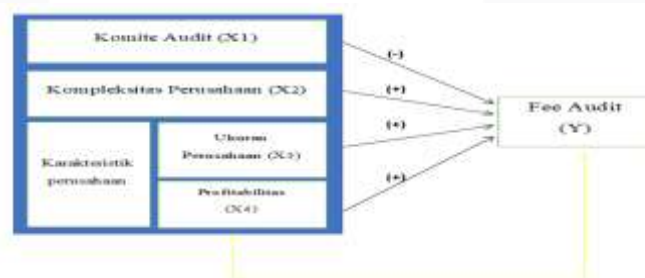 Komite Audit (X1)
(-)
Kompleksitas Perusahaan (X2)
(+)
Fee Audit
(Y)
(+)
Karakteristik
perusahaan
Ukuran
Perusahaan (X3)
Profitabilitas
(X4)
(+)